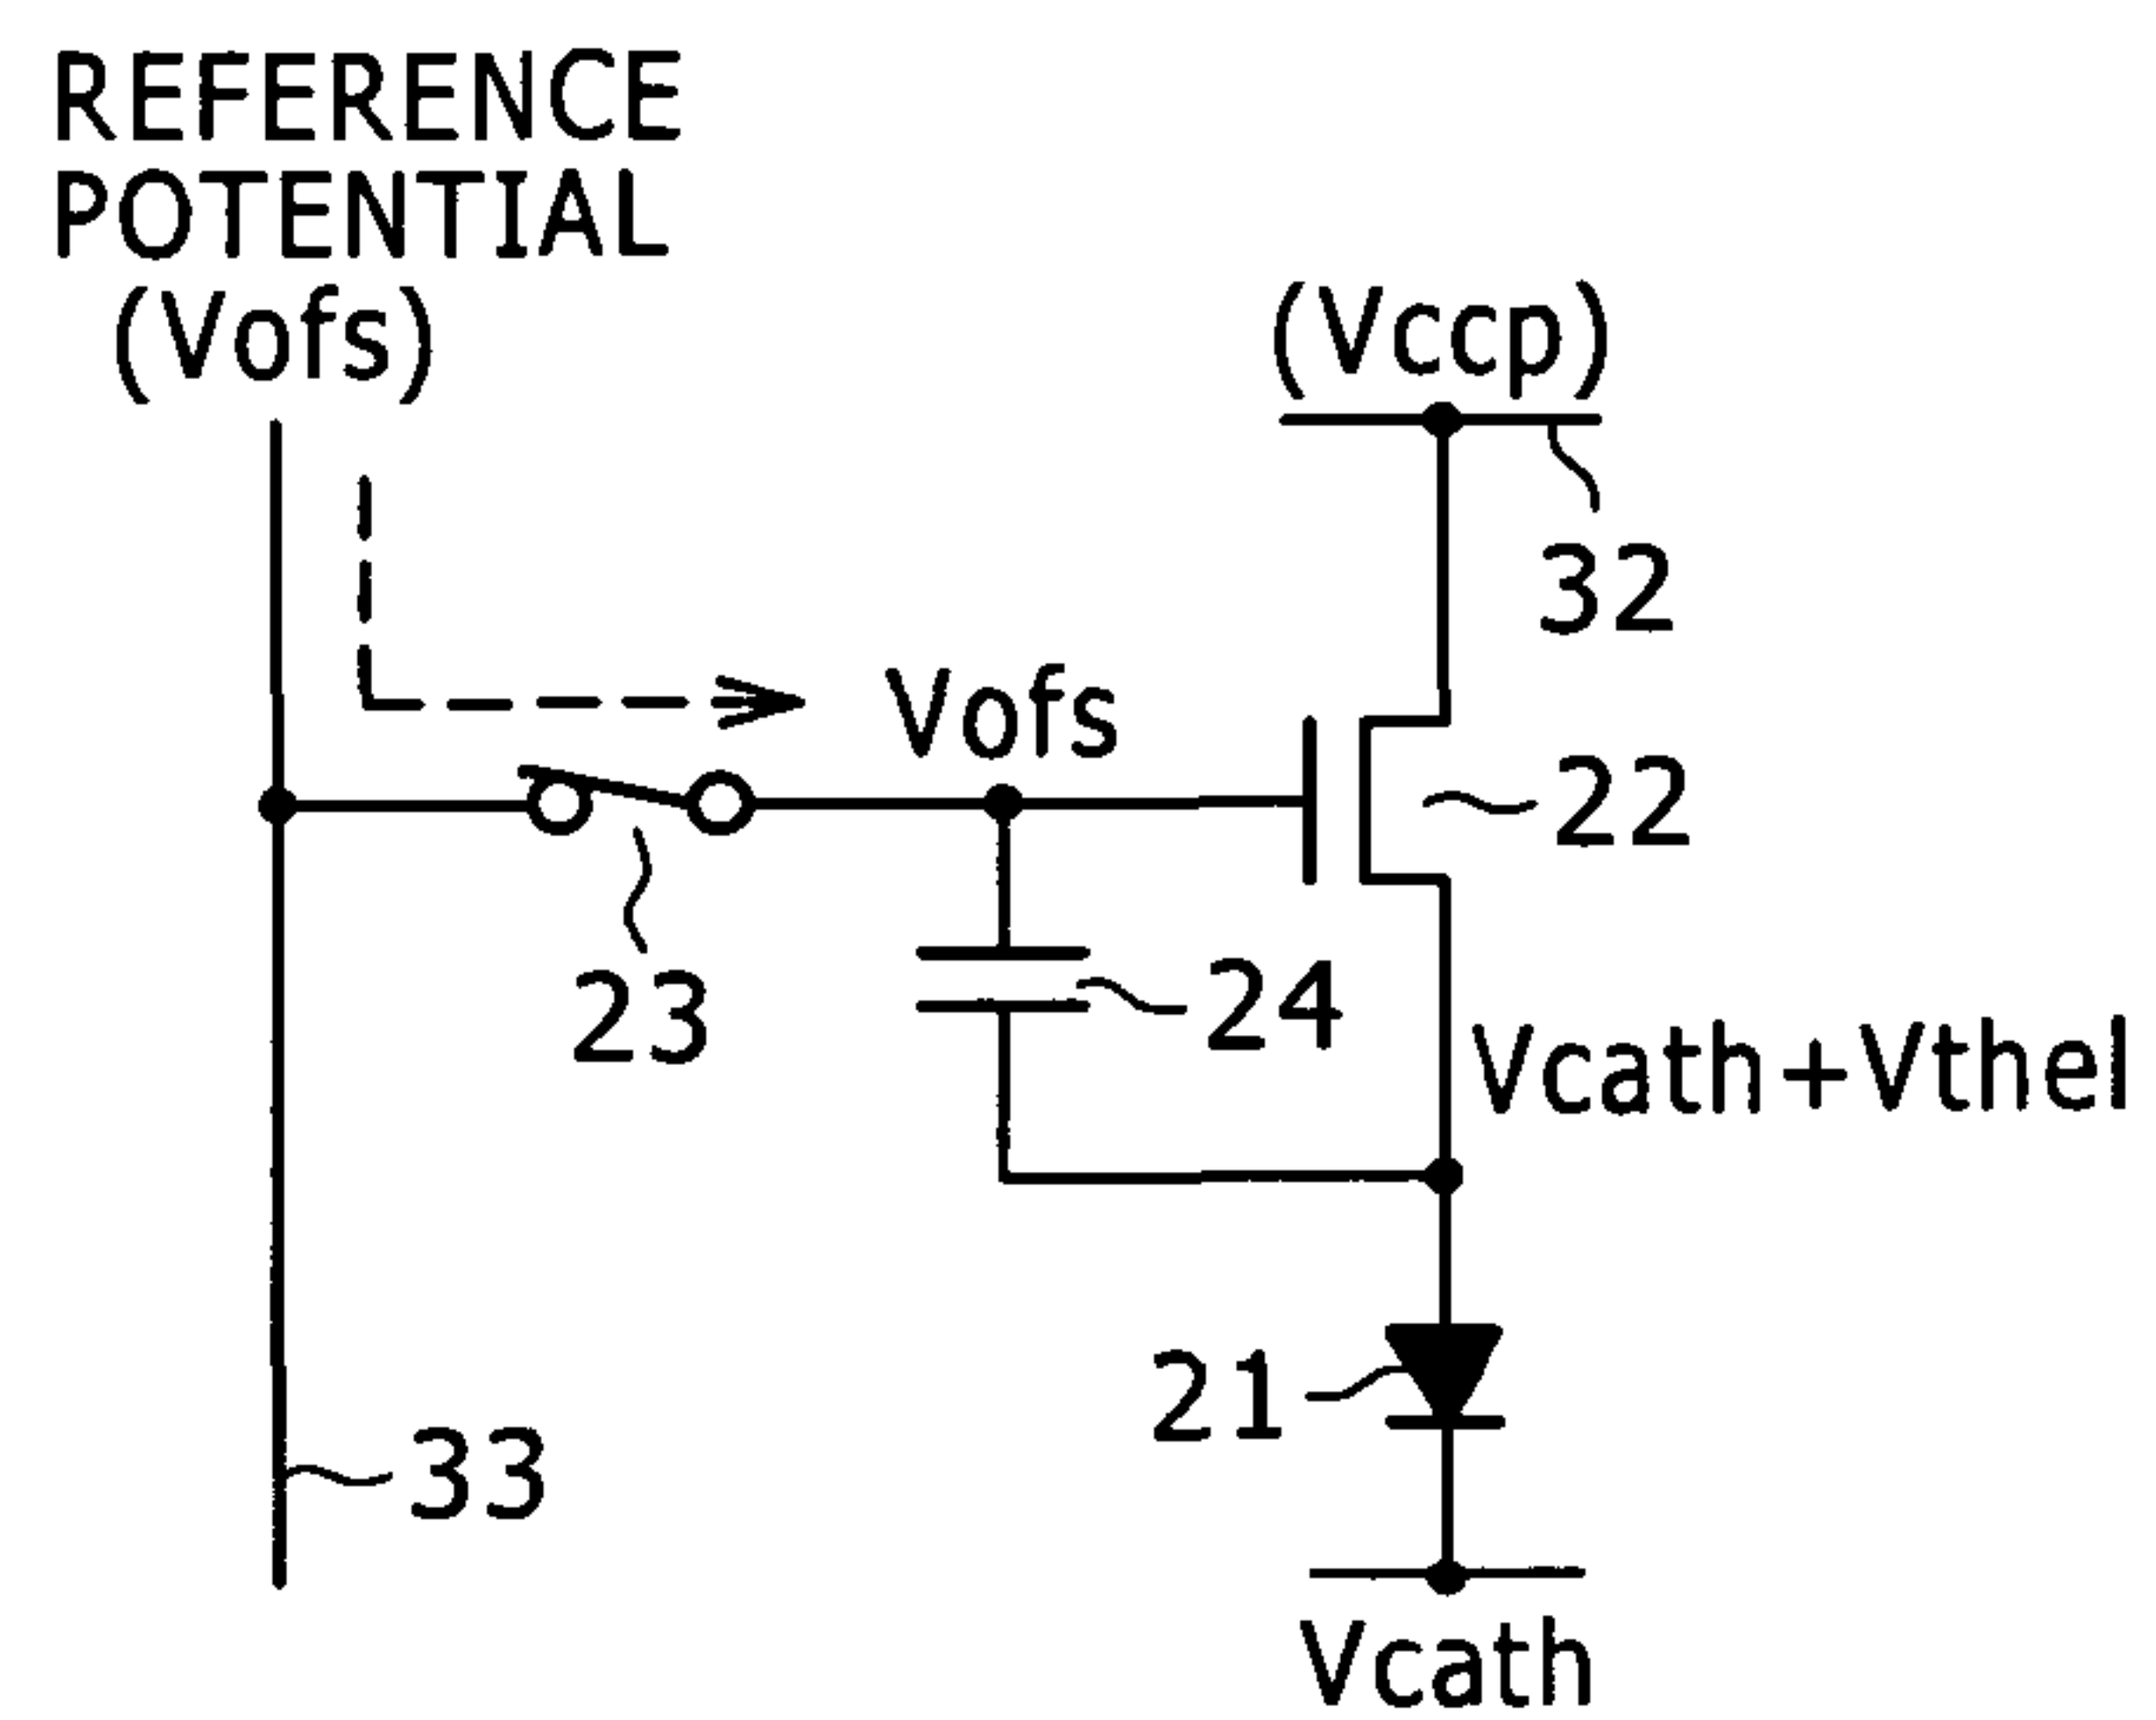 REFERENCE
POTENTIAL
(Vofs)
(Vccp)
32
Vofs
22
23
24
Vcath+Vthel
21
33
Vcath